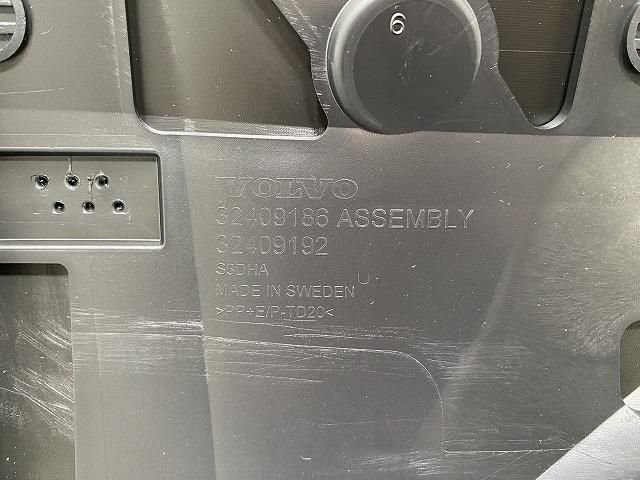 6
VOLVO
32409186 ASSEMBLY
32409192
S3DHA
MADE IN SWEDEN
>PP+E/P-TD20<